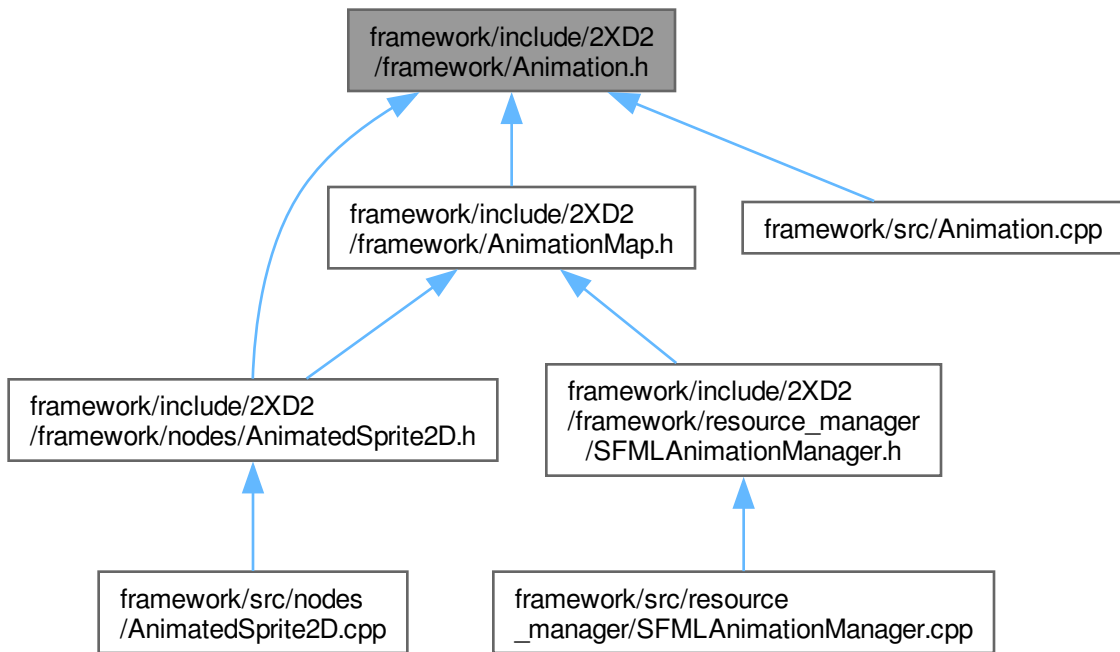 framework/include/2XD2
/framework/Animation.h
framework/include/2XD2
/framework/AnimationMap.h
framework/src/Animation.cpp
framework/include/2XD2
/framework/nodes/AnimatedSprite2D.h
framework/include/2XD2
/framework/resource_manager
/SFMLAnimationManager.h
framework/src/nodes
/AnimatedSprite2D.cpp
framework/src/resource
_manager/SFMLAnimationManager.cpp